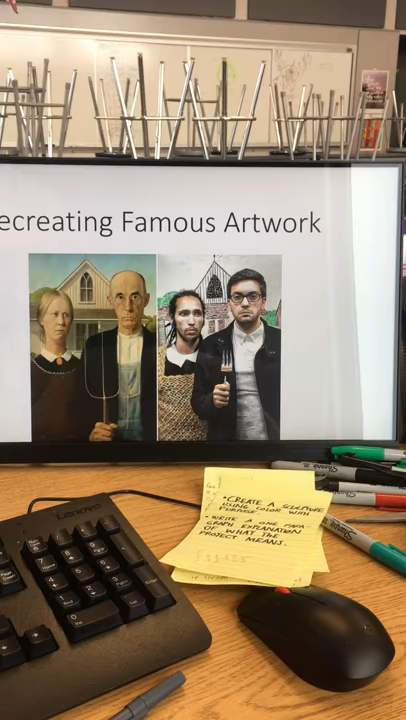 ecreating Famous Artwork
Lenovo
• CREATE A SCULPTURE
USING COLOR WITH
PURPOSE.
• WRITE A ONE PARA-
GRAPH EXPLANATION
OF WHAT THE
PROJECT MEANS.